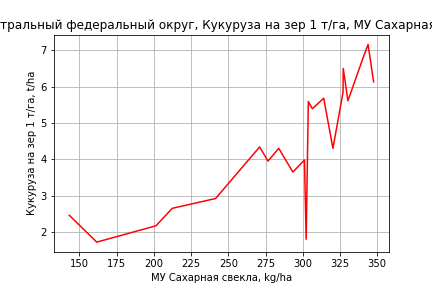 тральный федеральный округ, Кукуруза на зер 1 т/га, МУ Сахарная
Кукуруза на зер 1 т/га, t/ha
7
6
5
4
3
2
150 175 200 225 250 275 300 325 350
МУ Сахарная свекла, kg/ha